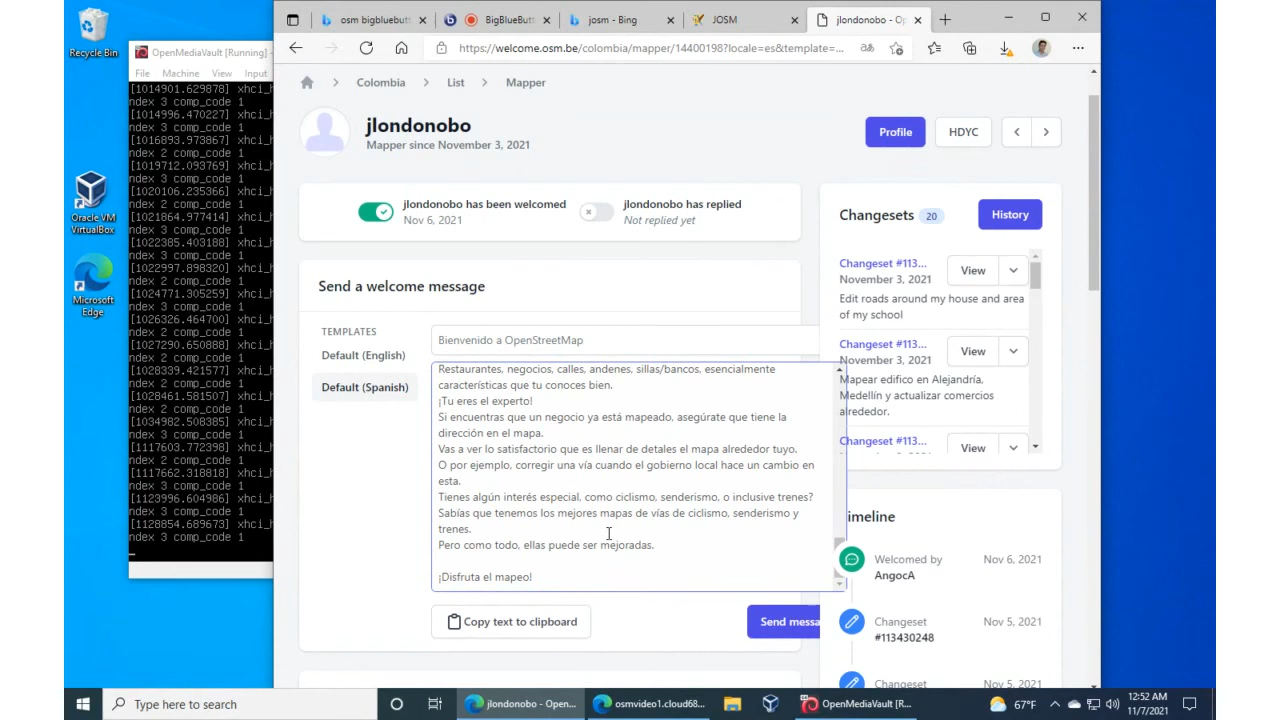 Recycle Bin
Oracle VM
VirtualBox
Microsoft
Edge
OpenMediaVault [Running] -
File Machine View Input
[1014901.629878] xhci_h
ndex 3 comp_code 1
[1014996.470227] xhci_h
ndex 3 comp_code 1
[1016893.973867] xhci_h
ndex 2 comp_code 1
[1019712.093769] xhci_h
ndex 3 comp_code 1
[1020106.235366] xhci_h
ndex 2 comp_code 1
[1021864.977414] xhci_h
ndex 3 comp_code 1
[1022385.403188] xhci_h
ndex 3 comp_code 1
[1022997.898320] xhci_h
ndex 3 comp_code 1
[1024771.305259] xhci_h
ndex 3 comp_code 1
[1026326.464700] xhci_h
ndex 2 comp_code 1
[1027290.650888] xhci_h
ndex 2 comp_code 1
[1028339.421577] xhci_h
ndex 2 comp_code 1
[1028461.581507] xhci_h
ndex 2 comp_code 1
[1034982.508385] xhci_h
ndex 3 comp_code 1
[1117603.772398] xhci_h
ndex 2 comp_code 1
[1117662.318818] xhci_h
ndex 3 comp_code 1
[1123996.604986] xhci_h
ndex 3 comp_code 1
[1128854.689673] xhci_h
ndex 3 comp_code 1
osm bigbluebutt
BigBlueButt
josm - Bing
JOSM
jlondonobo - Op
https://welcome.osm.be/colombia/mapper/14400198?locale=es&template=...
Colombia > List > Mapper
jlondonobo
Mapper since November 3, 2021
Profile
HDYC
jlondonobo has been welcomed
Nov 6, 2021
jlondonobo has replied
Not replied yet
Send a welcome message
TEMPLATES
Default (English)
Default (Spanish)
Bienvenido a OpenStreetMap
Restaurantes, negocios, calles, andenes, sillas/bancos, esencialmente
características que tu conoces bien.
¡Tu eres el experto!
Si encuentras que un negocio ya está mapeado, asegúrate que tiene la
dirección en el mapa.
Vas a ver lo satisfactorio que es llenar de detales el mapa alrededor tuyo.
O por ejemplo, corregir una vía cuando el gobierno local hace un cambio en
esta.
Tienes algún interés especial, como ciclismo, senderismo, o inclusive trenes?
Sabías que tenemos los mejores mapas de vías de ciclismo, senderismo y
trenes.
Pero como todo, ellas puede ser mejoradas.
¡Disfruta el mapeo!
Copy text to clipboard
Send messa
Changesets 20
History
Changeset #113...
November 3, 2021
View
Edit roads around my house and area
of my school
Changeset #113...
November 3, 2021
View
Mapear edifico en Alejandría,
Medellín y actualizar comercios
alrededor.
Changeset #113...
View
imeline
Welcomed by
AngocA
Nov 6, 2021
Changeset
#113430248
Nov 5, 2021
Changeset
Nov 5, 2021
Type here to search
jlondonobo - Open...
osmvideo1.cloud68...
OpenMediaVault [R...
67°F
12:52 AM
11/7/2021